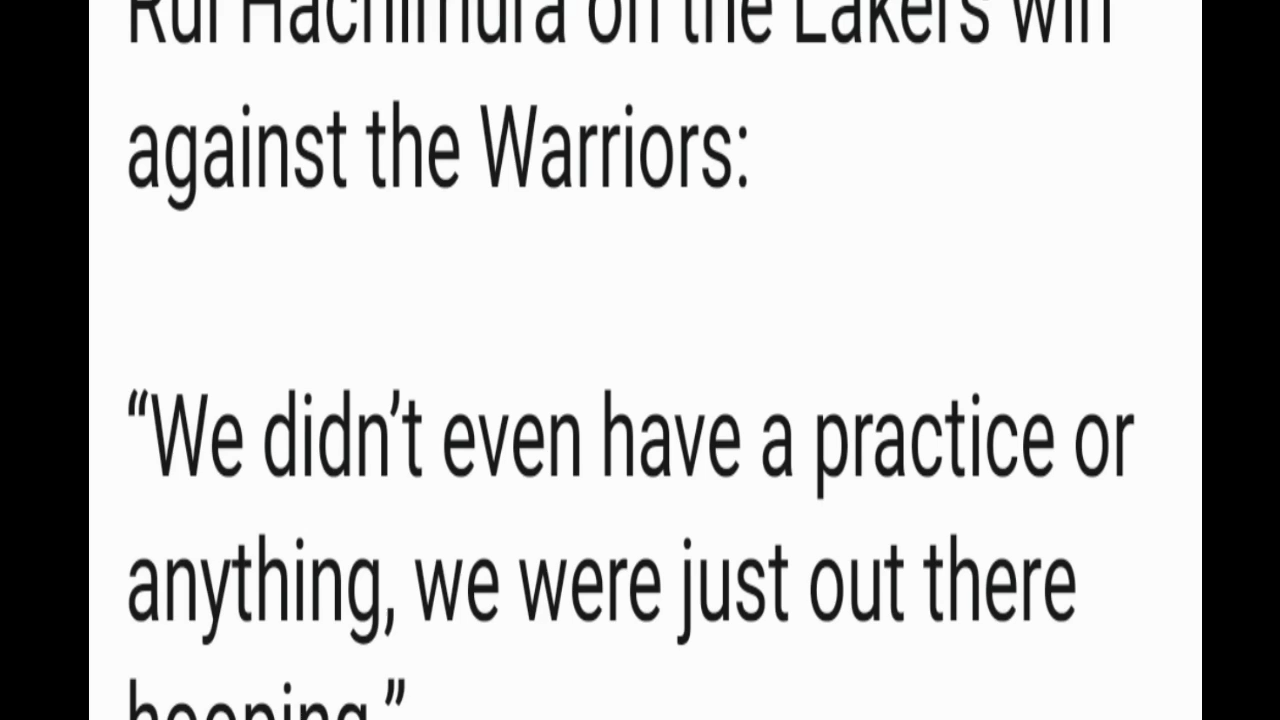 Rui Hachimura on the Lakers win
against the Warriors:
“We didn’t even have a practice or
anything, we were just out there
hooping.”